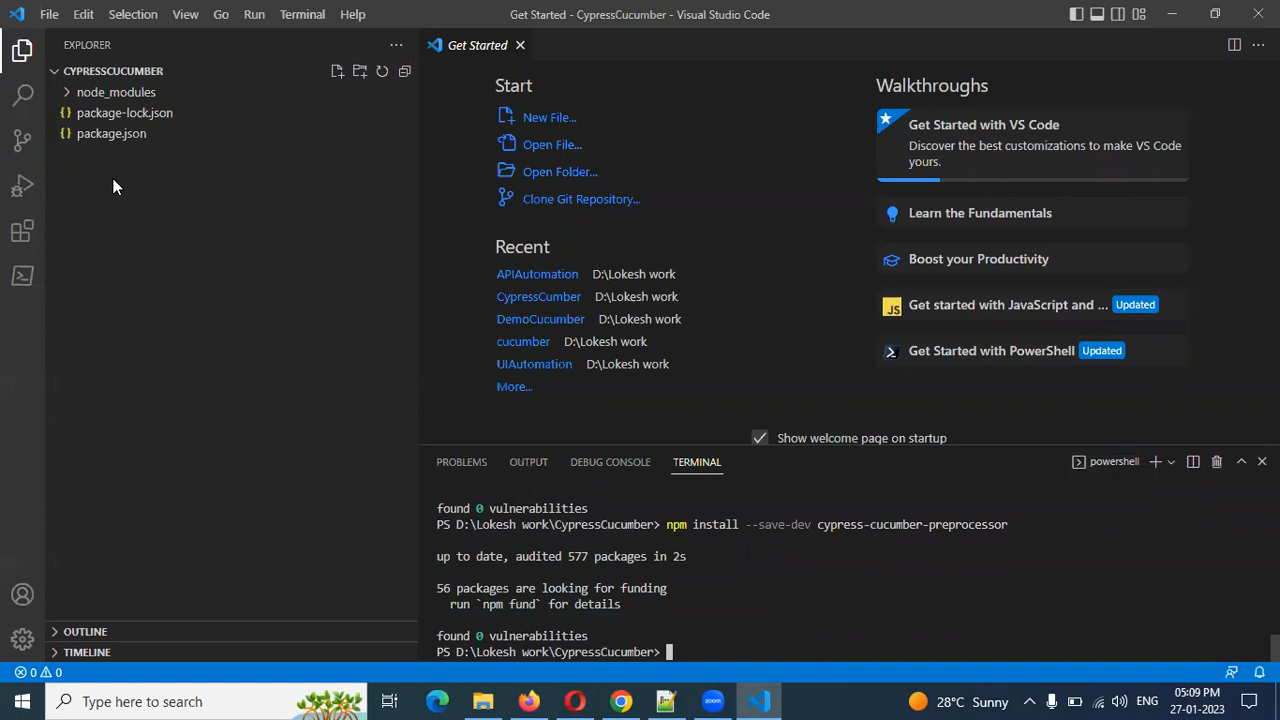 File Edit Selection View Go Run Terminal Help
Get Started - CypressCucumber - Visual Studio Code
EXPLORER
CYPRESSCUCUMBER
node_modules
{} package-lock.json
{} package.json
OUTLINE
TIMELINE
Get Started
Start
New File...
Open File...
Open Folder...
Clone Git Repository...
Recent
APIAutomation D:\Lokesh work
CypressCumber D:\Lokesh work
DemoCucumber D:\Lokesh work
cucumber D:\Lokesh work
UIAutomation D:\Lokesh work
More...
Walkthroughs
Get Started with VS Code
Discover the best customizations to make VS Code
yours.
Learn the Fundamentals
Boost your Productivity
JS Get started with JavaScript and ... Updated
Get Started with PowerShell Updated
Show welcome page on startup
PROBLEMS OUTPUT DEBUG CONSOLE TERMINAL
powershell
found 0 vulnerabilities
PS D:\Lokesh work\CypressCucumber> npm install --save-dev cypress-cucumber-preprocessor
up to date, audited 577 packages in 2s
56 packages are looking for funding
run `npm fund` for details
found 0 vulnerabilities
PS D:\Lokesh work\CypressCucumber>
0 0
Type here to search
zoom
28°C Sunny
ENG
05:09 PM
27-01-2023